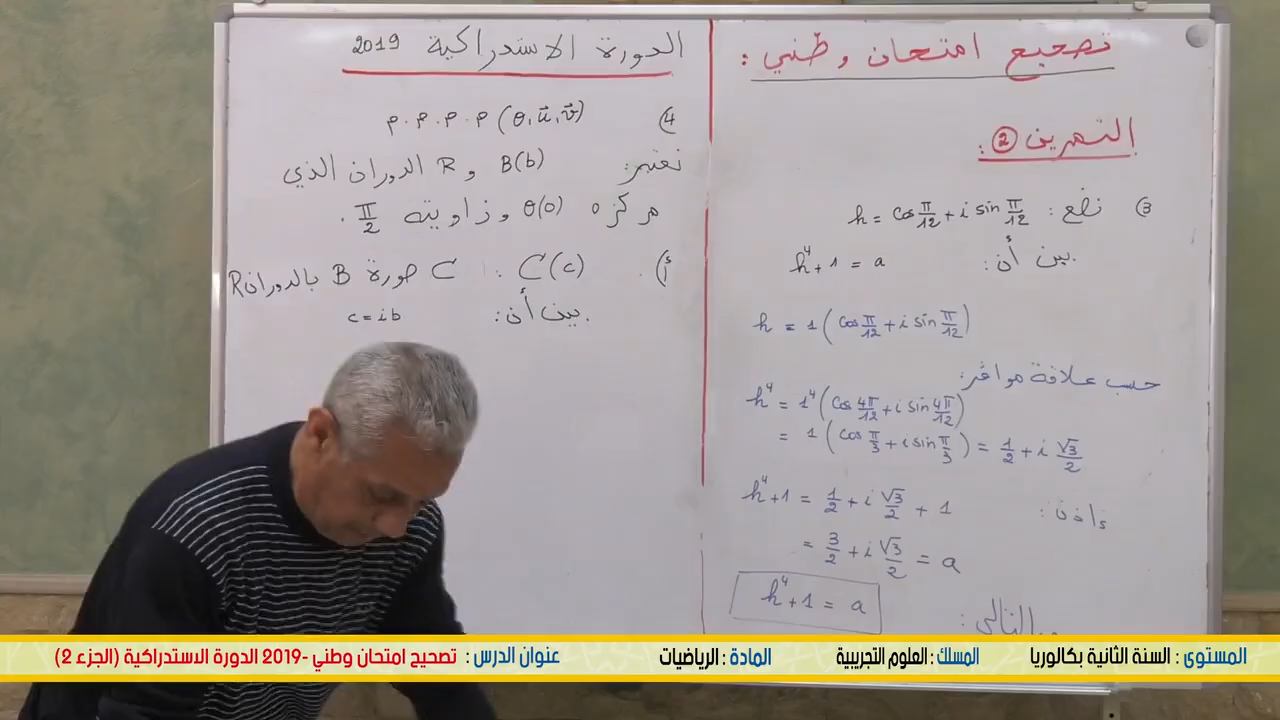 تصحيح امتحان وطني :
التمرين ② :
3) نضع : h = cos π/12 + i sin π/12
بين أن : h⁴+1 = a
h = 1(cos π/12 + i sin π/12)
حسب علاقة موافر :
h⁴ = 1⁴(cos 4π/12 + i sin 4π/12)
= 1(cos π/3 + i sin π/3) = 1/2 + i √3/2
إذن : h⁴+1 = 1/2 + i √3/2 + 1
= 3/2 + i √3/2 = a
وبالتالي :
h⁴+1 = a
الدورة الاستدراكية 2019
4) م.م.م.م (O, u⃗, v⃗)
نعتبر : B(b) و R الدوران الذي
مركزه O(0) وزاويته π/2 .
أ) . C(c) : C صورة B بالدوران R
بين أن : c = ib
المستوى : السنة الثانية بكالوريا المسلك : العلوم التجريبية المادة : الرياضيات عنوان الدرس : تصحيح امتحان وطني -2019 الدورة الاستدراكية (الجزء 2)